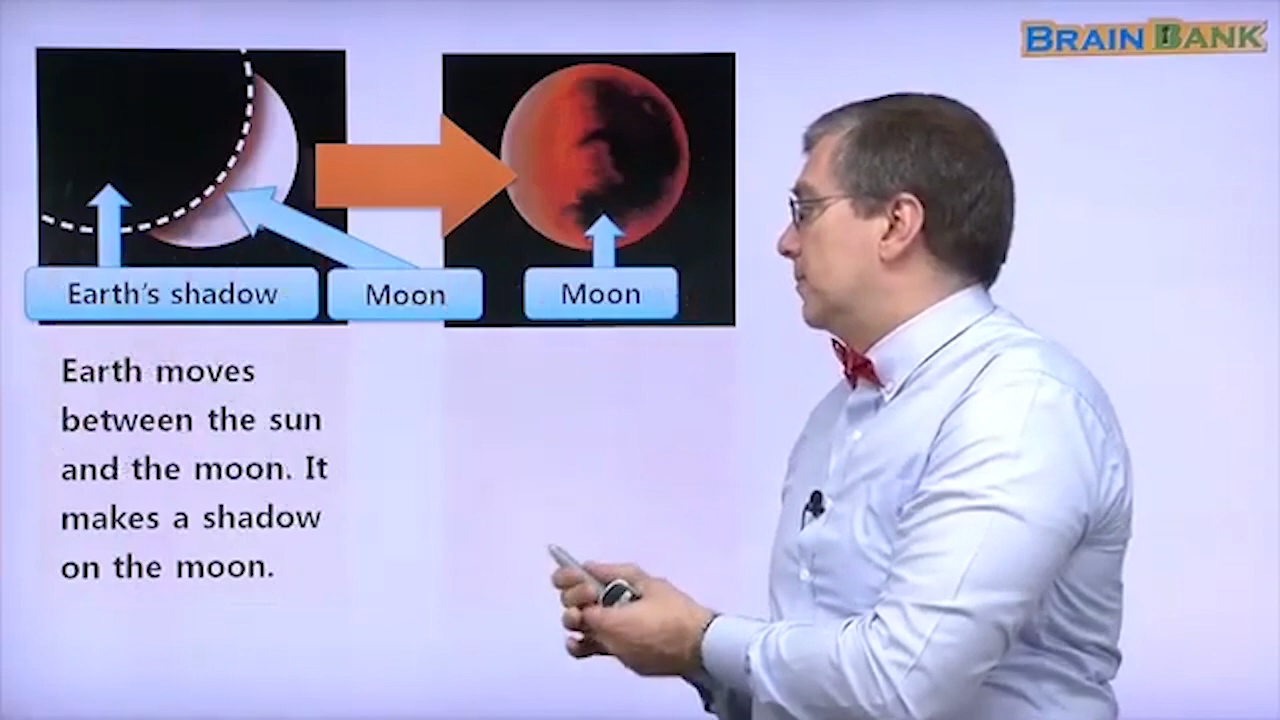 BRAIN BANK
Earth's shadow
Moon
Moon
Earth moves
between the sun
and the moon. It
makes a shadow
on the moon.